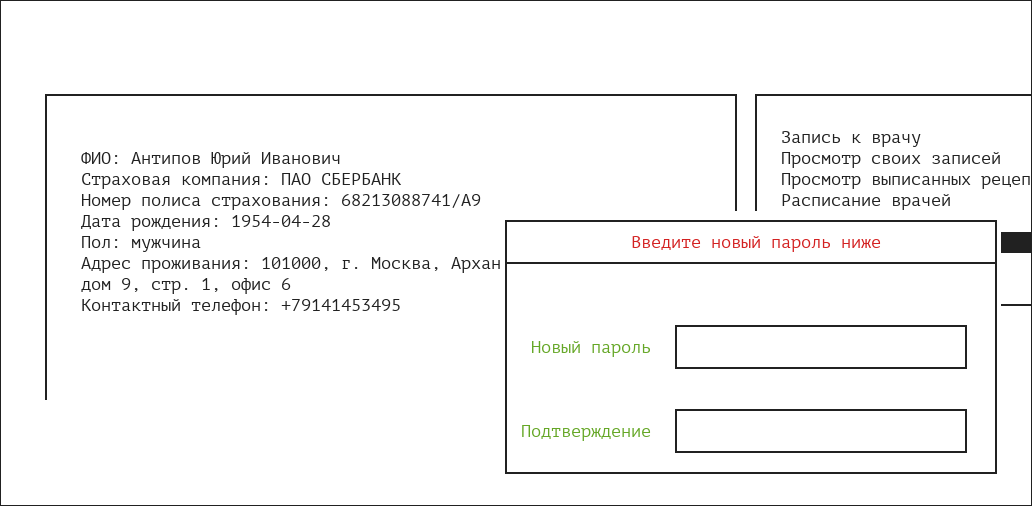 ФИО: Антипов Юрий Иванович
Страховая компания: ПАО СБЕРБАНК
Номер полиса страхования: 68213088741/A9
Дата рождения: 1954-04-28
Пол: мужчина
Адрес проживания: 101000, г. Москва, Архан
дом 9, стр. 1, офис 6
Контактный телефон: +79141453495
Запись к врачу
Просмотр своих записей
Просмотр выписанных рецеп
Расписание врачей
Введите новый пароль ниже
Новый пароль
Подтверждение